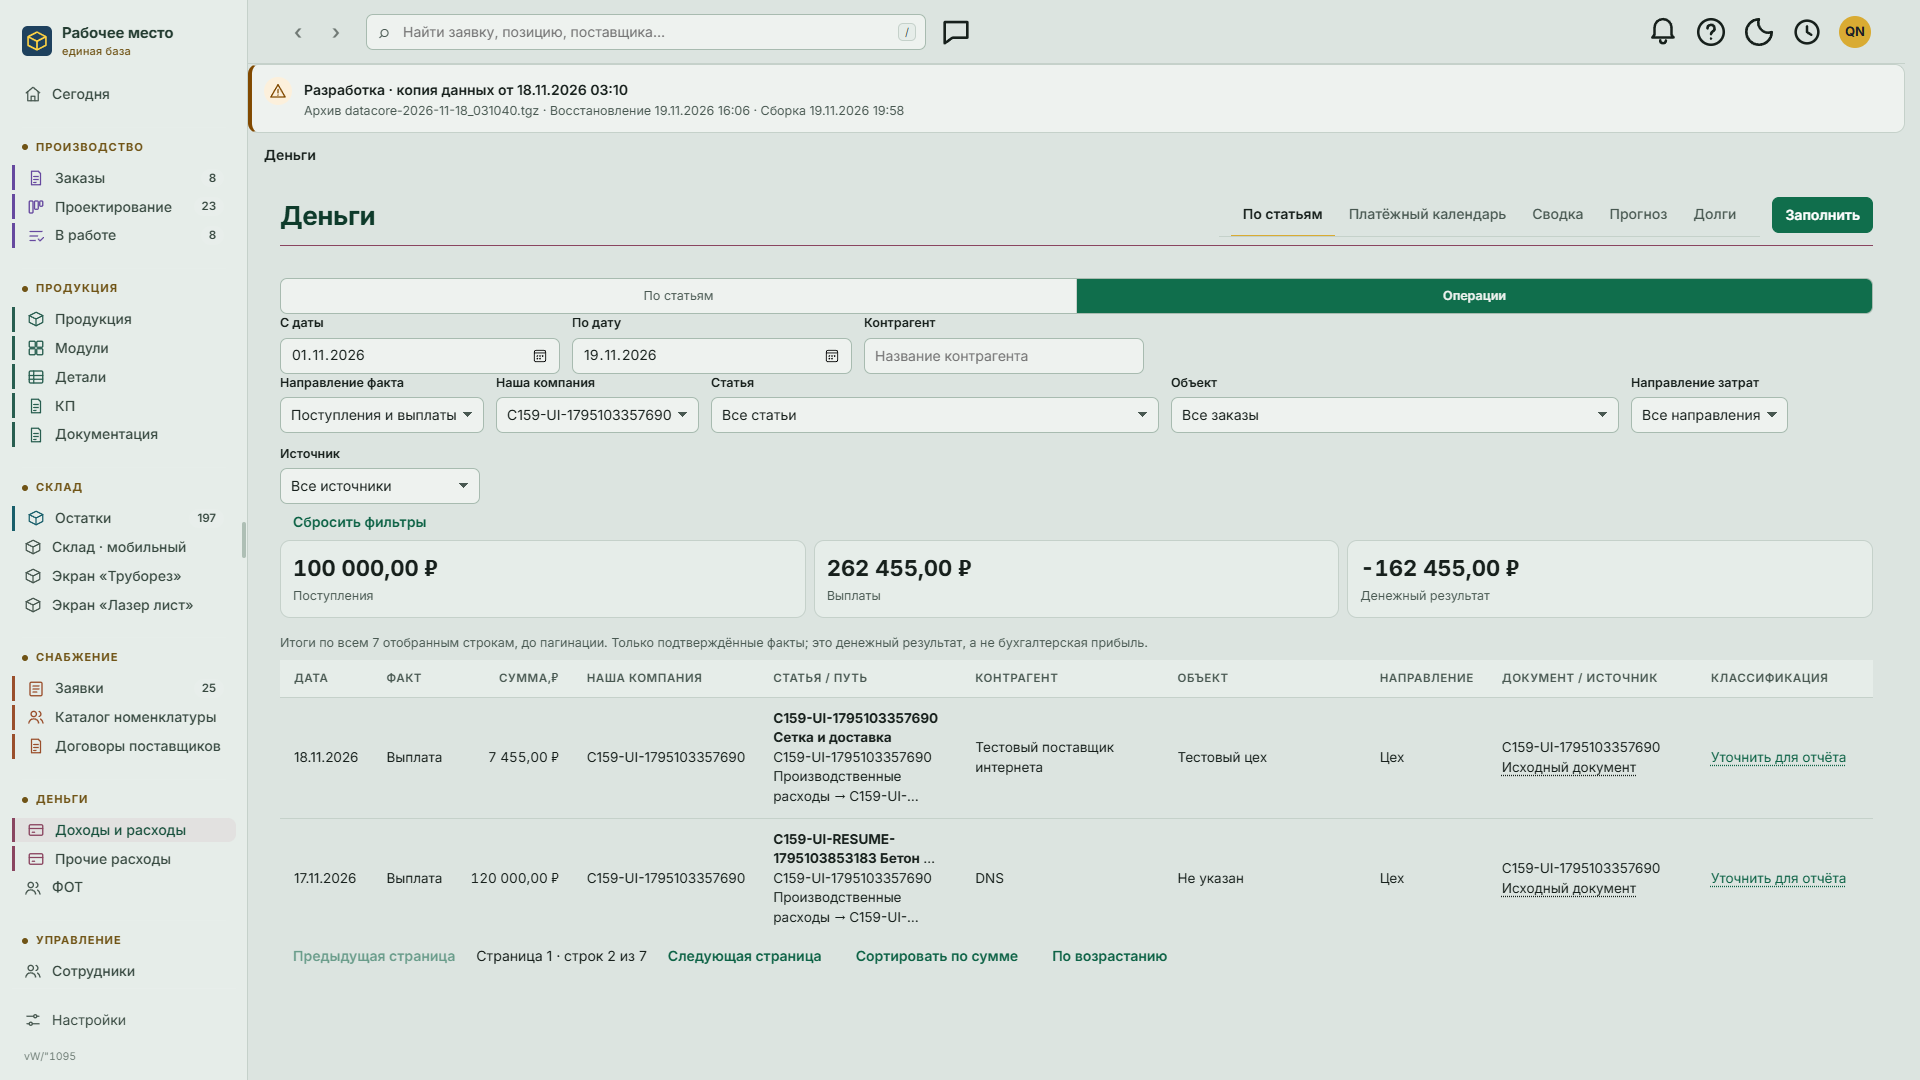 Рабочее место
единая база
Сегодня
ПРОИЗВОДСТВО
Заказы 8
Проектирование 23
В работе 8
ПРОДУКЦИЯ
Продукция
Модули
Детали
КП
Документация
СКЛАД
Остатки 197
Склад · мобильный
Экран «Труборез»
Экран «Лазер лист»
СНАБЖЕНИЕ
Заявки 25
Каталог номенклатуры
Договоры поставщиков
ДЕНЬГИ
Доходы и расходы
Прочие расходы
ФОТ
УПРАВЛЕНИЕ
Сотрудники
Настройки
vW/"1095
Найти заявку, позицию, поставщика... /
QN
Разработка · копия данных от 18.11.2026 03:10
Архив datacore-2026-11-18_031040.tgz · Восстановление 19.11.2026 16:06 · Сборка 19.11.2026 19:58
Деньги
Деньги
По статьям Платёжный календарь Сводка Прогноз Долги Заполнить
По статьям Операции
С даты По дату Контрагент
01.11.2026 19.11.2026 Название контрагента
Направление факта Наша компания Статья Объект Направление затрат
Поступления и выплаты C159-UI-1795103357690 Все статьи Все заказы Все направления
Источник
Все источники
Сбросить фильтры
100 000,00 ₽ 262 455,00 ₽ -162 455,00 ₽
Поступления Выплаты Денежный результат
Итоги по всем 7 отобранным строкам, до пагинации. Только подтверждённые факты; это денежный результат, а не бухгалтерская прибыль.
ДАТА ФАКТ СУММА,₽ НАША КОМПАНИЯ СТАТЬЯ / ПУТЬ КОНТРАГЕНТ ОБЪЕКТ НАПРАВЛЕНИЕ ДОКУМЕНТ / ИСТОЧНИК КЛАССИФИКАЦИЯ
18.11.2026 Выплата 7 455,00 ₽ C159-UI-1795103357690
C159-UI-1795103357690
Сетка и доставка
C159-UI-1795103357690
Производственные
расходы → C159-UI-...
Тестовый поставщик
интернета
Тестовый цех
Цех
C159-UI-1795103357690
Исходный документ
Уточнить для отчёта
17.11.2026 Выплата 120 000,00 ₽ C159-UI-1795103357690
C159-UI-RESUME-
1795103853183 Бетон ...
C159-UI-1795103357690
Производственные
расходы → C159-UI-...
DNS
Не указан
Цех
C159-UI-1795103357690
Исходный документ
Уточнить для отчёта
Предыдущая страница Страница 1 · строк 2 из 7 Следующая страница Сортировать по сумме По возрастанию